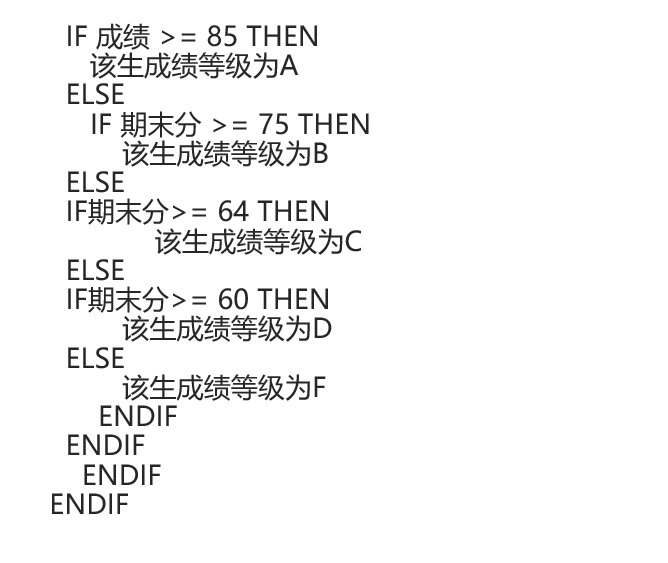 IF 成绩 >= 85 THEN
该生成绩等级为A
ELSE
IF 期末分 >= 75 THEN
该生成绩等级为B
ELSE
IF期末分>= 64 THEN
该生成绩等级为C
ELSE
IF期末分>= 60 THEN
该生成绩等级为D
ELSE
该生成绩等级为F
ENDIF
ENDIF
ENDIF
ENDIF